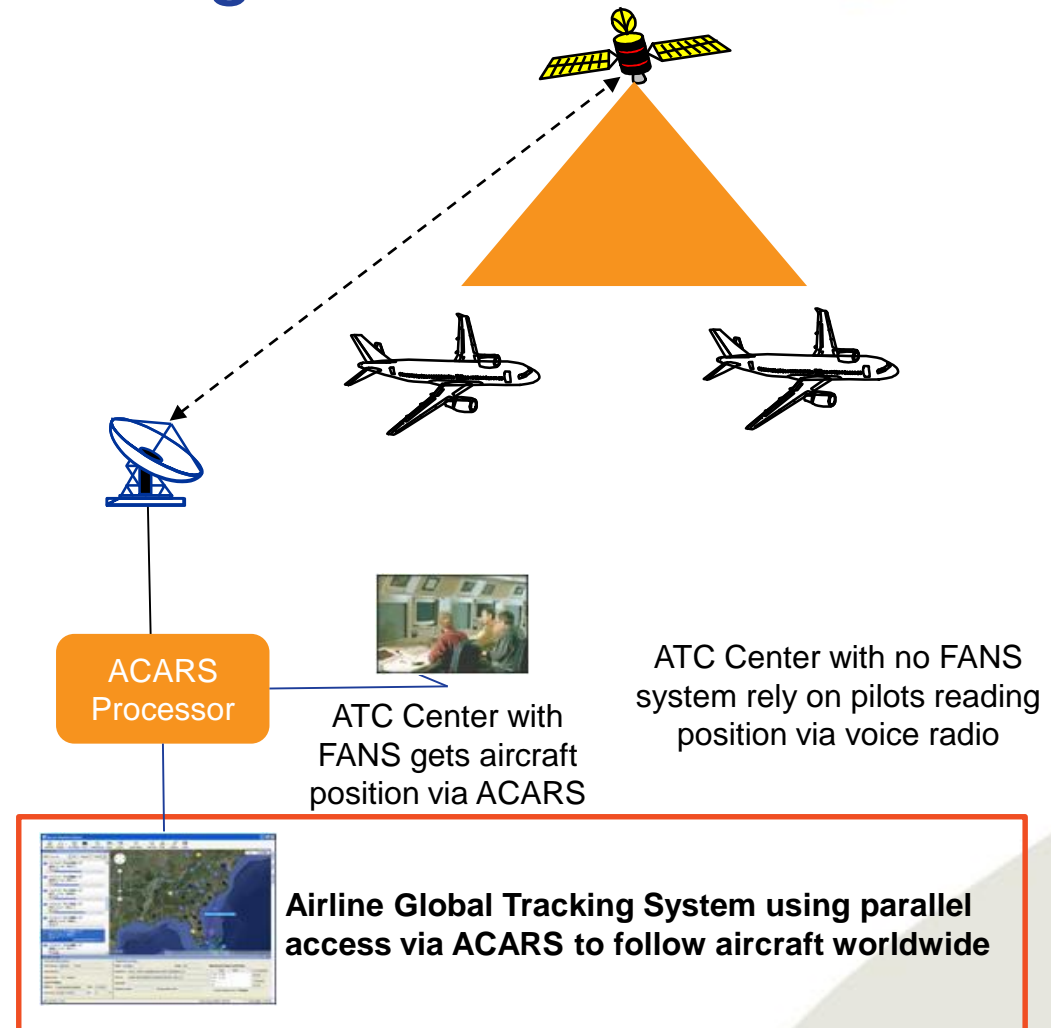 ACARS
Processor
ATC Center with
FANS gets aircraft
position via ACARS
ATC Center with no FANS
system rely on pilots reading
position via voice radio
Airline Global Tracking System using parallel
access via ACARS to follow aircraft worldwide